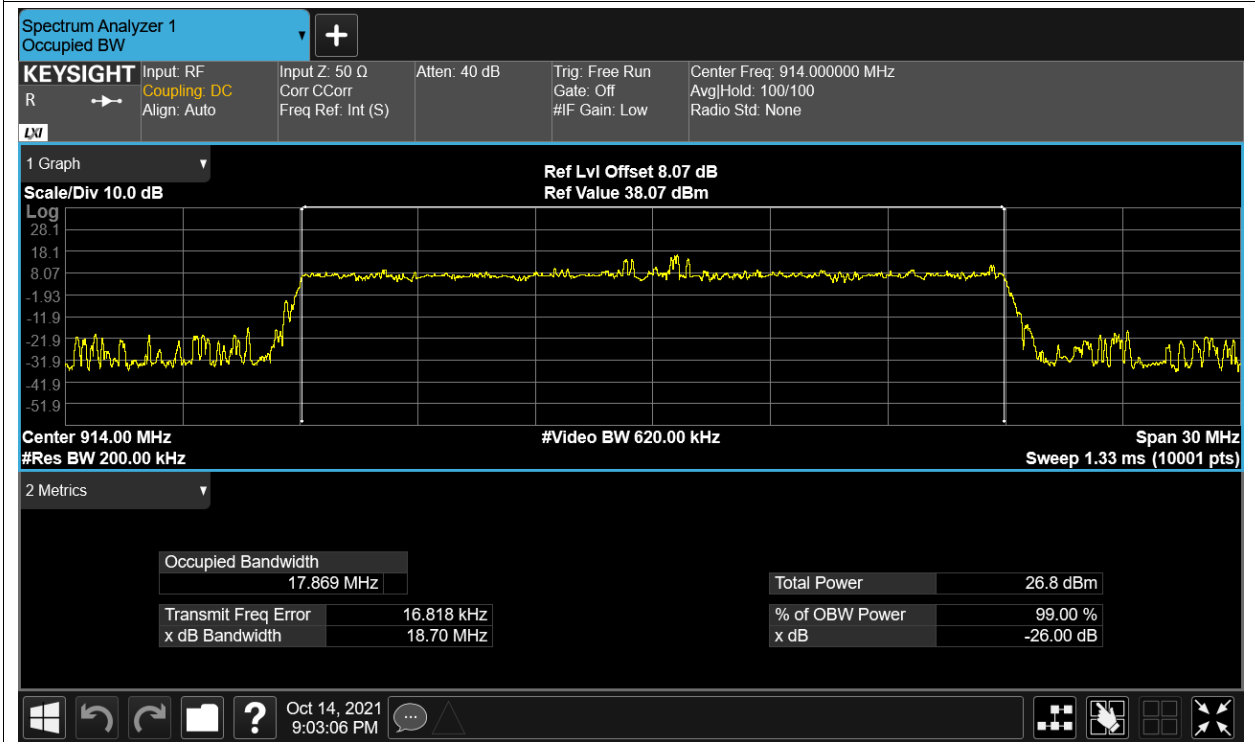 Spectrum Analyzer 1
Occupied BW
+
KEYSIGHT Input: RF Input Z: 50 Ω Atten: 40 dB Trig: Free Run Center Freq: 914.000000 MHz
R Coupling: DC Corr CCorr Gate: Off Avg|Hold: 100/100
Align: Auto Freq Ref: Int (S) #IF Gain: Low Radio Std: None
LXI
1 Graph
Ref Lvl Offset 8.07 dB
Scale/Div 10.0 dB Ref Value 38.07 dBm
Log
28.1
18.1
8.07
-1.93
-11.9
-21.9
-31.9
-41.9
-51.9
Center 914.00 MHz #Video BW 620.00 kHz Span 30 MHz
#Res BW 200.00 kHz Sweep 1.33 ms (10001 pts)
2 Metrics
Occupied Bandwidth
17.869 MHz Total Power 26.8 dBm
Transmit Freq Error 16.818 kHz % of OBW Power 99.00 %
x dB Bandwidth 18.70 MHz x dB -26.00 dB
? Oct 14, 2021
9:03:06 PM